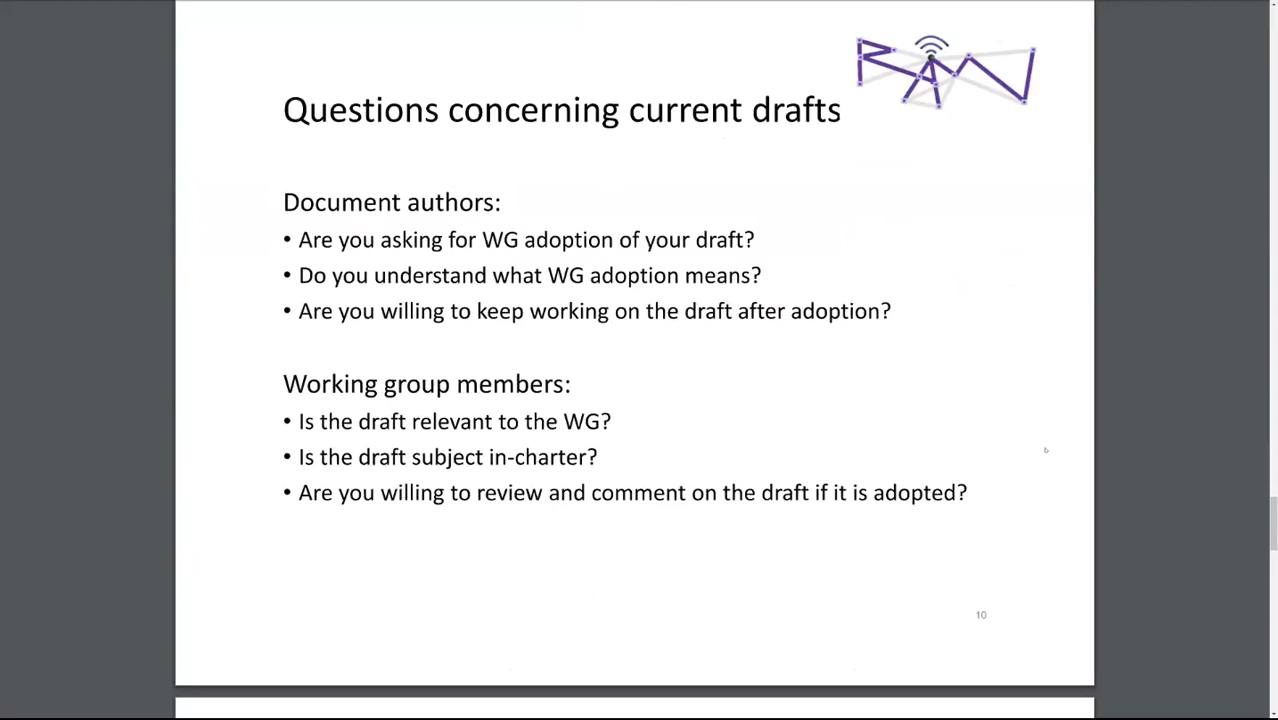 RAW
Questions concerning current drafts
Document authors:
• Are you asking for WG adoption of your draft?
• Do you understand what WG adoption means?
• Are you willing to keep working on the draft after adoption?
Working group members:
• Is the draft relevant to the WG?
• Is the draft subject in-charter?
• Are you willing to review and comment on the draft if it is adopted?
10